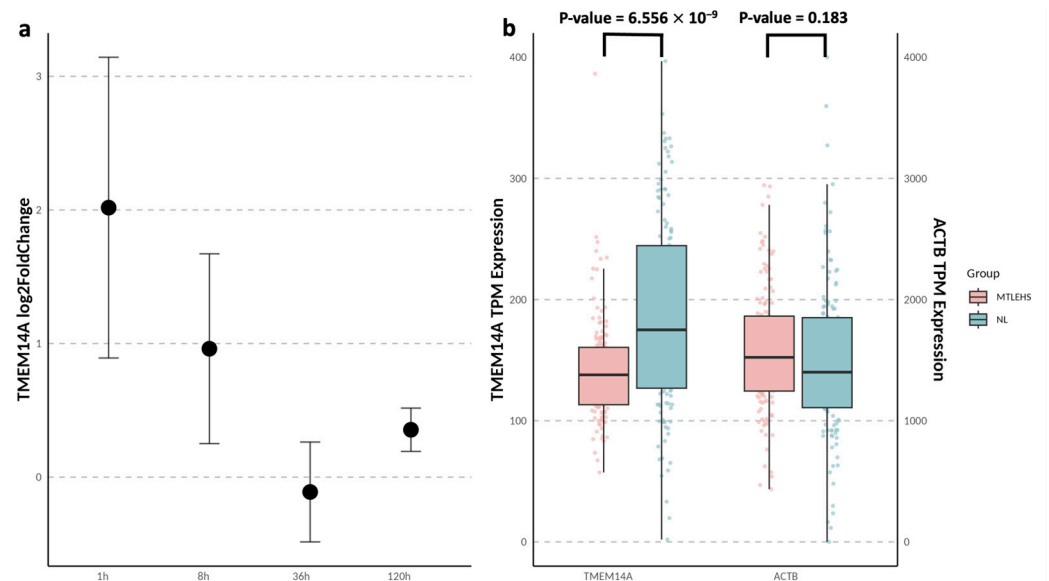 a
TMEM14A log2FoldChange
3
2
1
0
1h
8h
36h
120h
b
P-value = 6.556 × 10⁻⁹
P-value = 0.183
TMEM14A TPM Expression
400
300
200
100
0
4000
3000
2000
1000
0
ACTB TPM Expression
TMEM14A
ACTB
Group
MTLEHS
NL